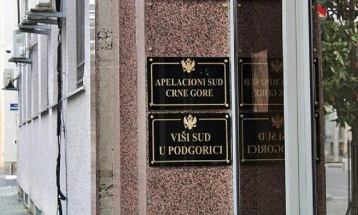 APELACIONI SUD
CRNE GORE
VIŠI SUD
U PODGORICI